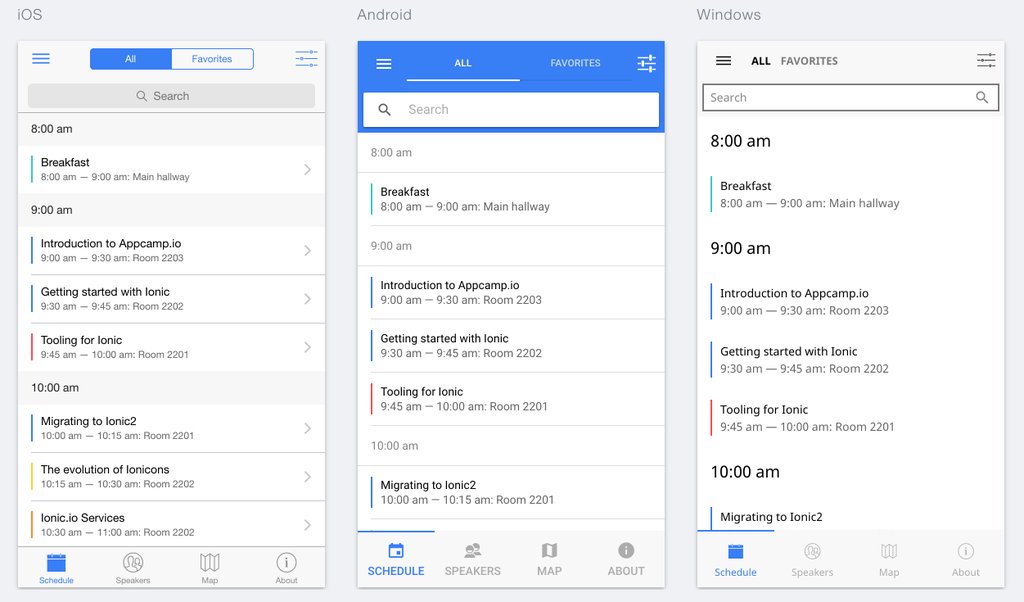 iOS
All
Favorites
Search
8:00 am
Breakfast
8:00 am — 9:00 am: Main hallway
9:00 am
Introduction to Appcamp.io
9:00 am — 9:30 am: Room 2203
Getting started with Ionic
9:30 am — 9:45 am: Room 2202
Tooling for Ionic
9:45 am — 10:00 am: Room 2201
10:00 am
Migrating to Ionic2
10:00 am — 10:15 am: Room 2201
The evolution of Ionicons
10:15 am — 10:30 am: Room 2202
Ionic.io Services
10:30 am — 11:00 am: Room 2202
Schedule
Speakers
Map
About
Android
ALL
FAVORITES
Search
8:00 am
Breakfast
8:00 am — 9:00 am: Main hallway
9:00 am
Introduction to Appcamp.io
9:00 am — 9:30 am: Room 2203
Getting started with Ionic
9:30 am — 9:45 am: Room 2202
Tooling for Ionic
9:45 am — 10:00 am: Room 2201
10:00 am
Migrating to Ionic2
10:00 am — 10:15 am: Room 2201
SCHEDULE
SPEAKERS
MAP
ABOUT
Windows
ALL FAVORITES
Search
8:00 am
Breakfast
8:00 am — 9:00 am: Main hallway
9:00 am
Introduction to Appcamp.io
9:00 am — 9:30 am: Room 2203
Getting started with Ionic
9:30 am — 9:45 am: Room 2202
Tooling for Ionic
9:45 am — 10:00 am: Room 2201
10:00 am
Migrating to Ionic2
Schedule
Speakers
Map
About